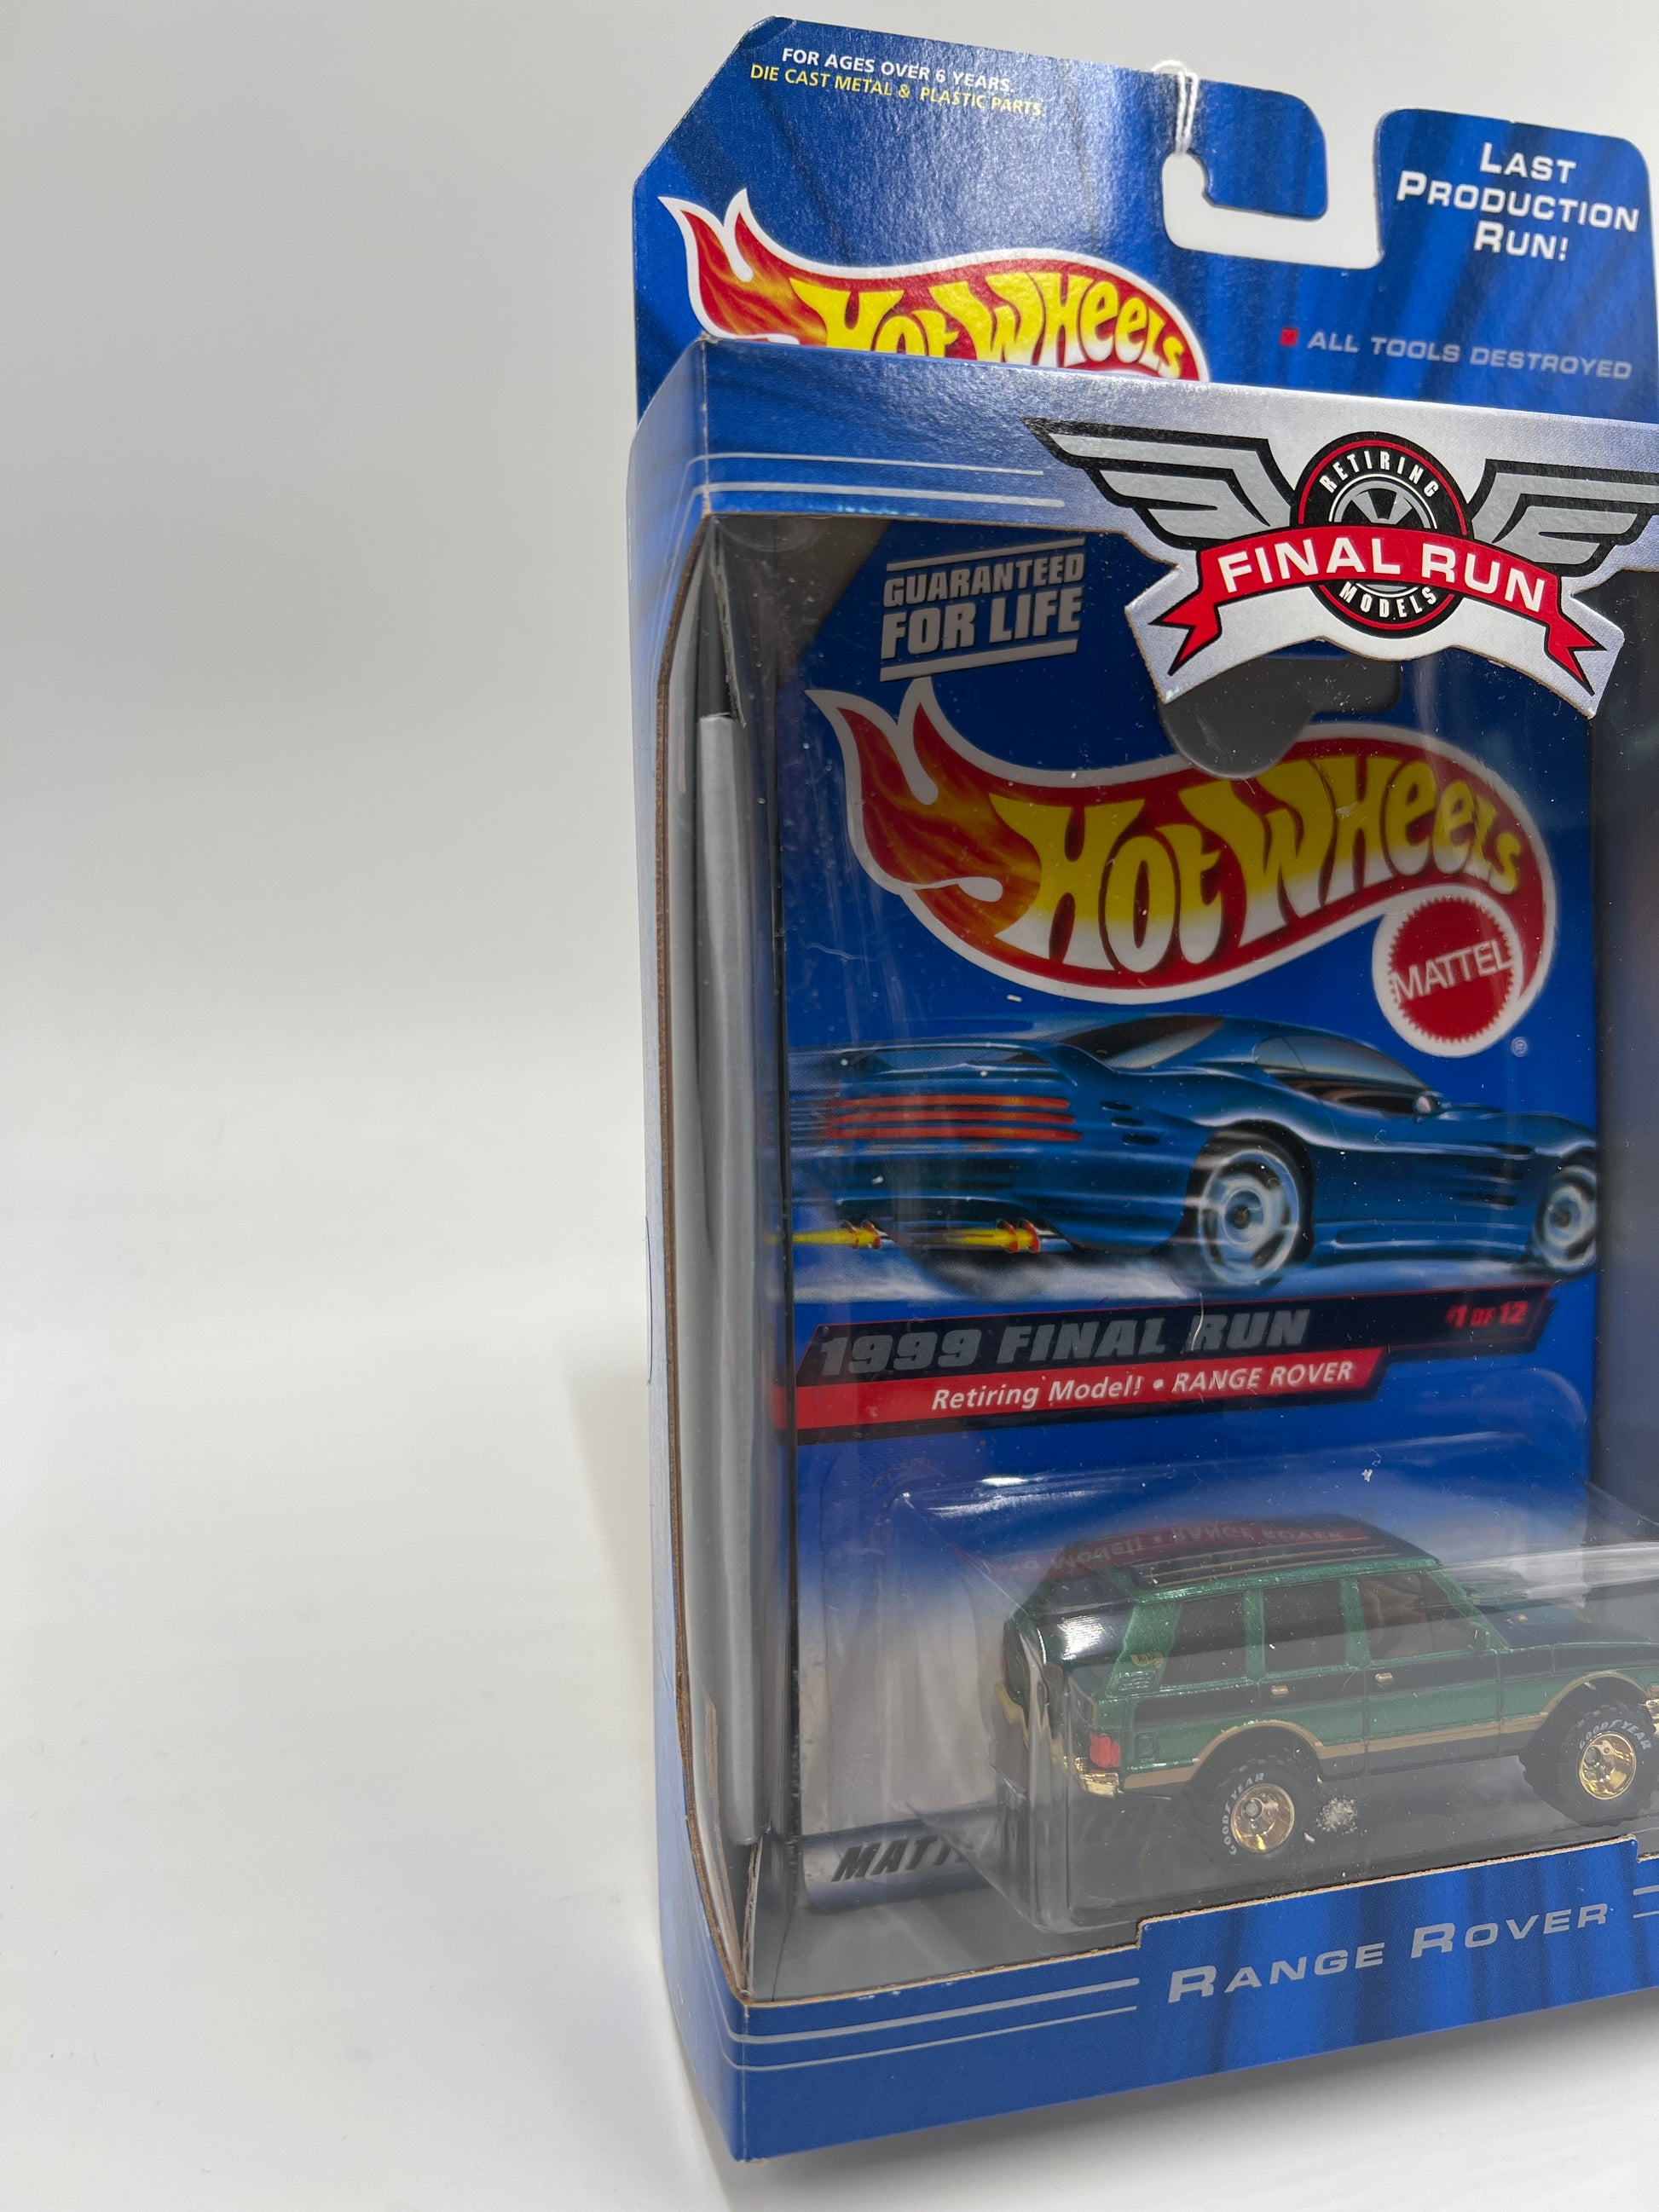 FOR AGES OVER 6 YEARS.
DIE CAST METAL & PLASTIC PARTS
LAST
PRODUCTION
RUN!
HOT WHEELS
ALL TOOLS DESTROYED
RETIRING
FINAL RUN
MODELS
GUARANTEED
FOR LIFE
HOT WHEELS
MATTEL
1999 FINAL RUN
#1 OF 12
Retiring Model! • RANGE ROVER
GOODYEAR
GOODYEAR
RANGE ROVER